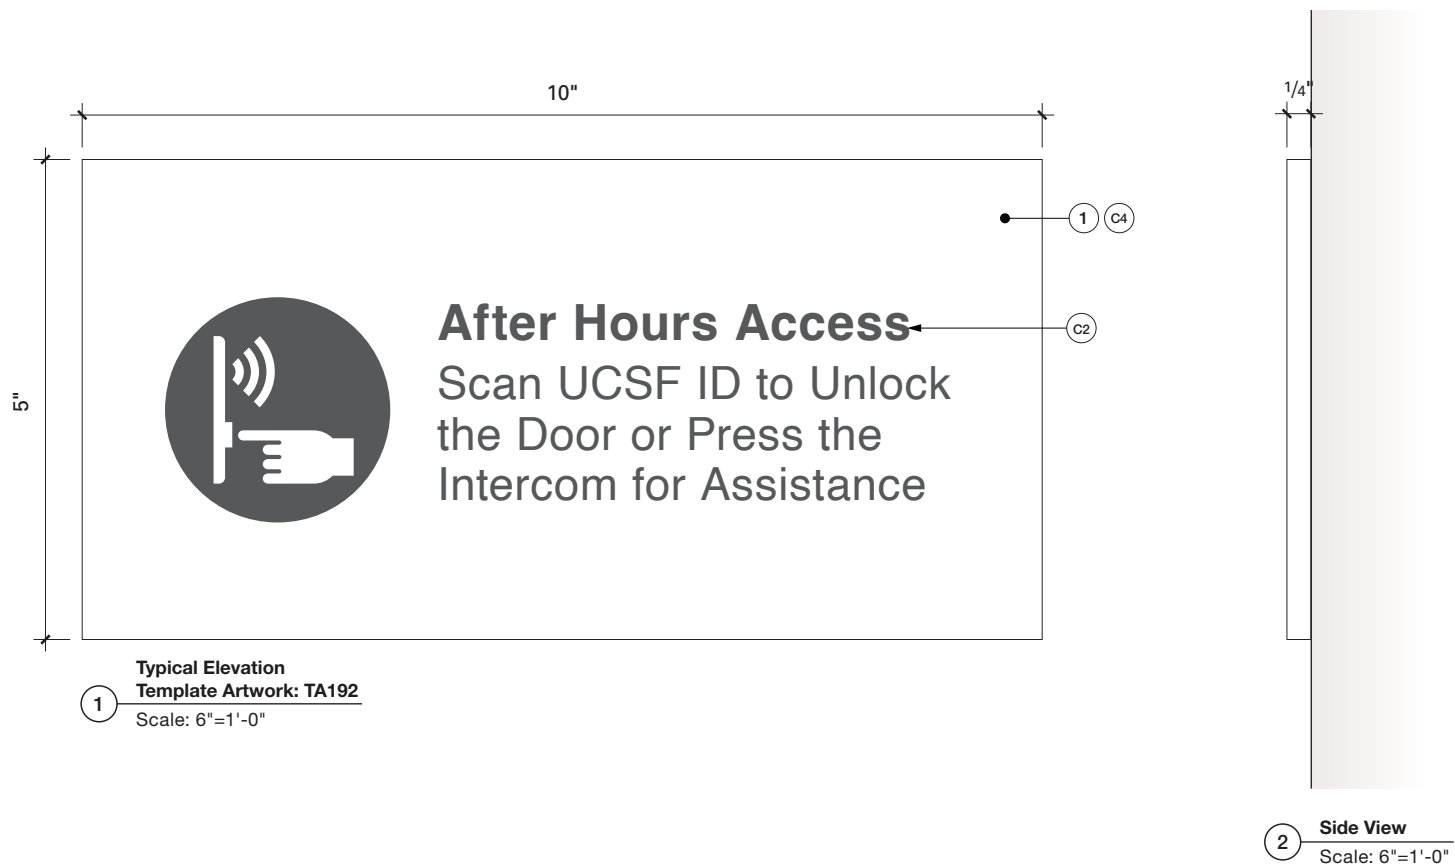 10"
1/4"
5"
1 C4
After Hours Access
C2
Scan UCSF ID to Unlock
the Door or Press the
Intercom for Assistance
Typical Elevation
Template Artwork: TA192
1
Scale: 6"=1'-0"
Side View
2
Scale: 6"=1'-0"